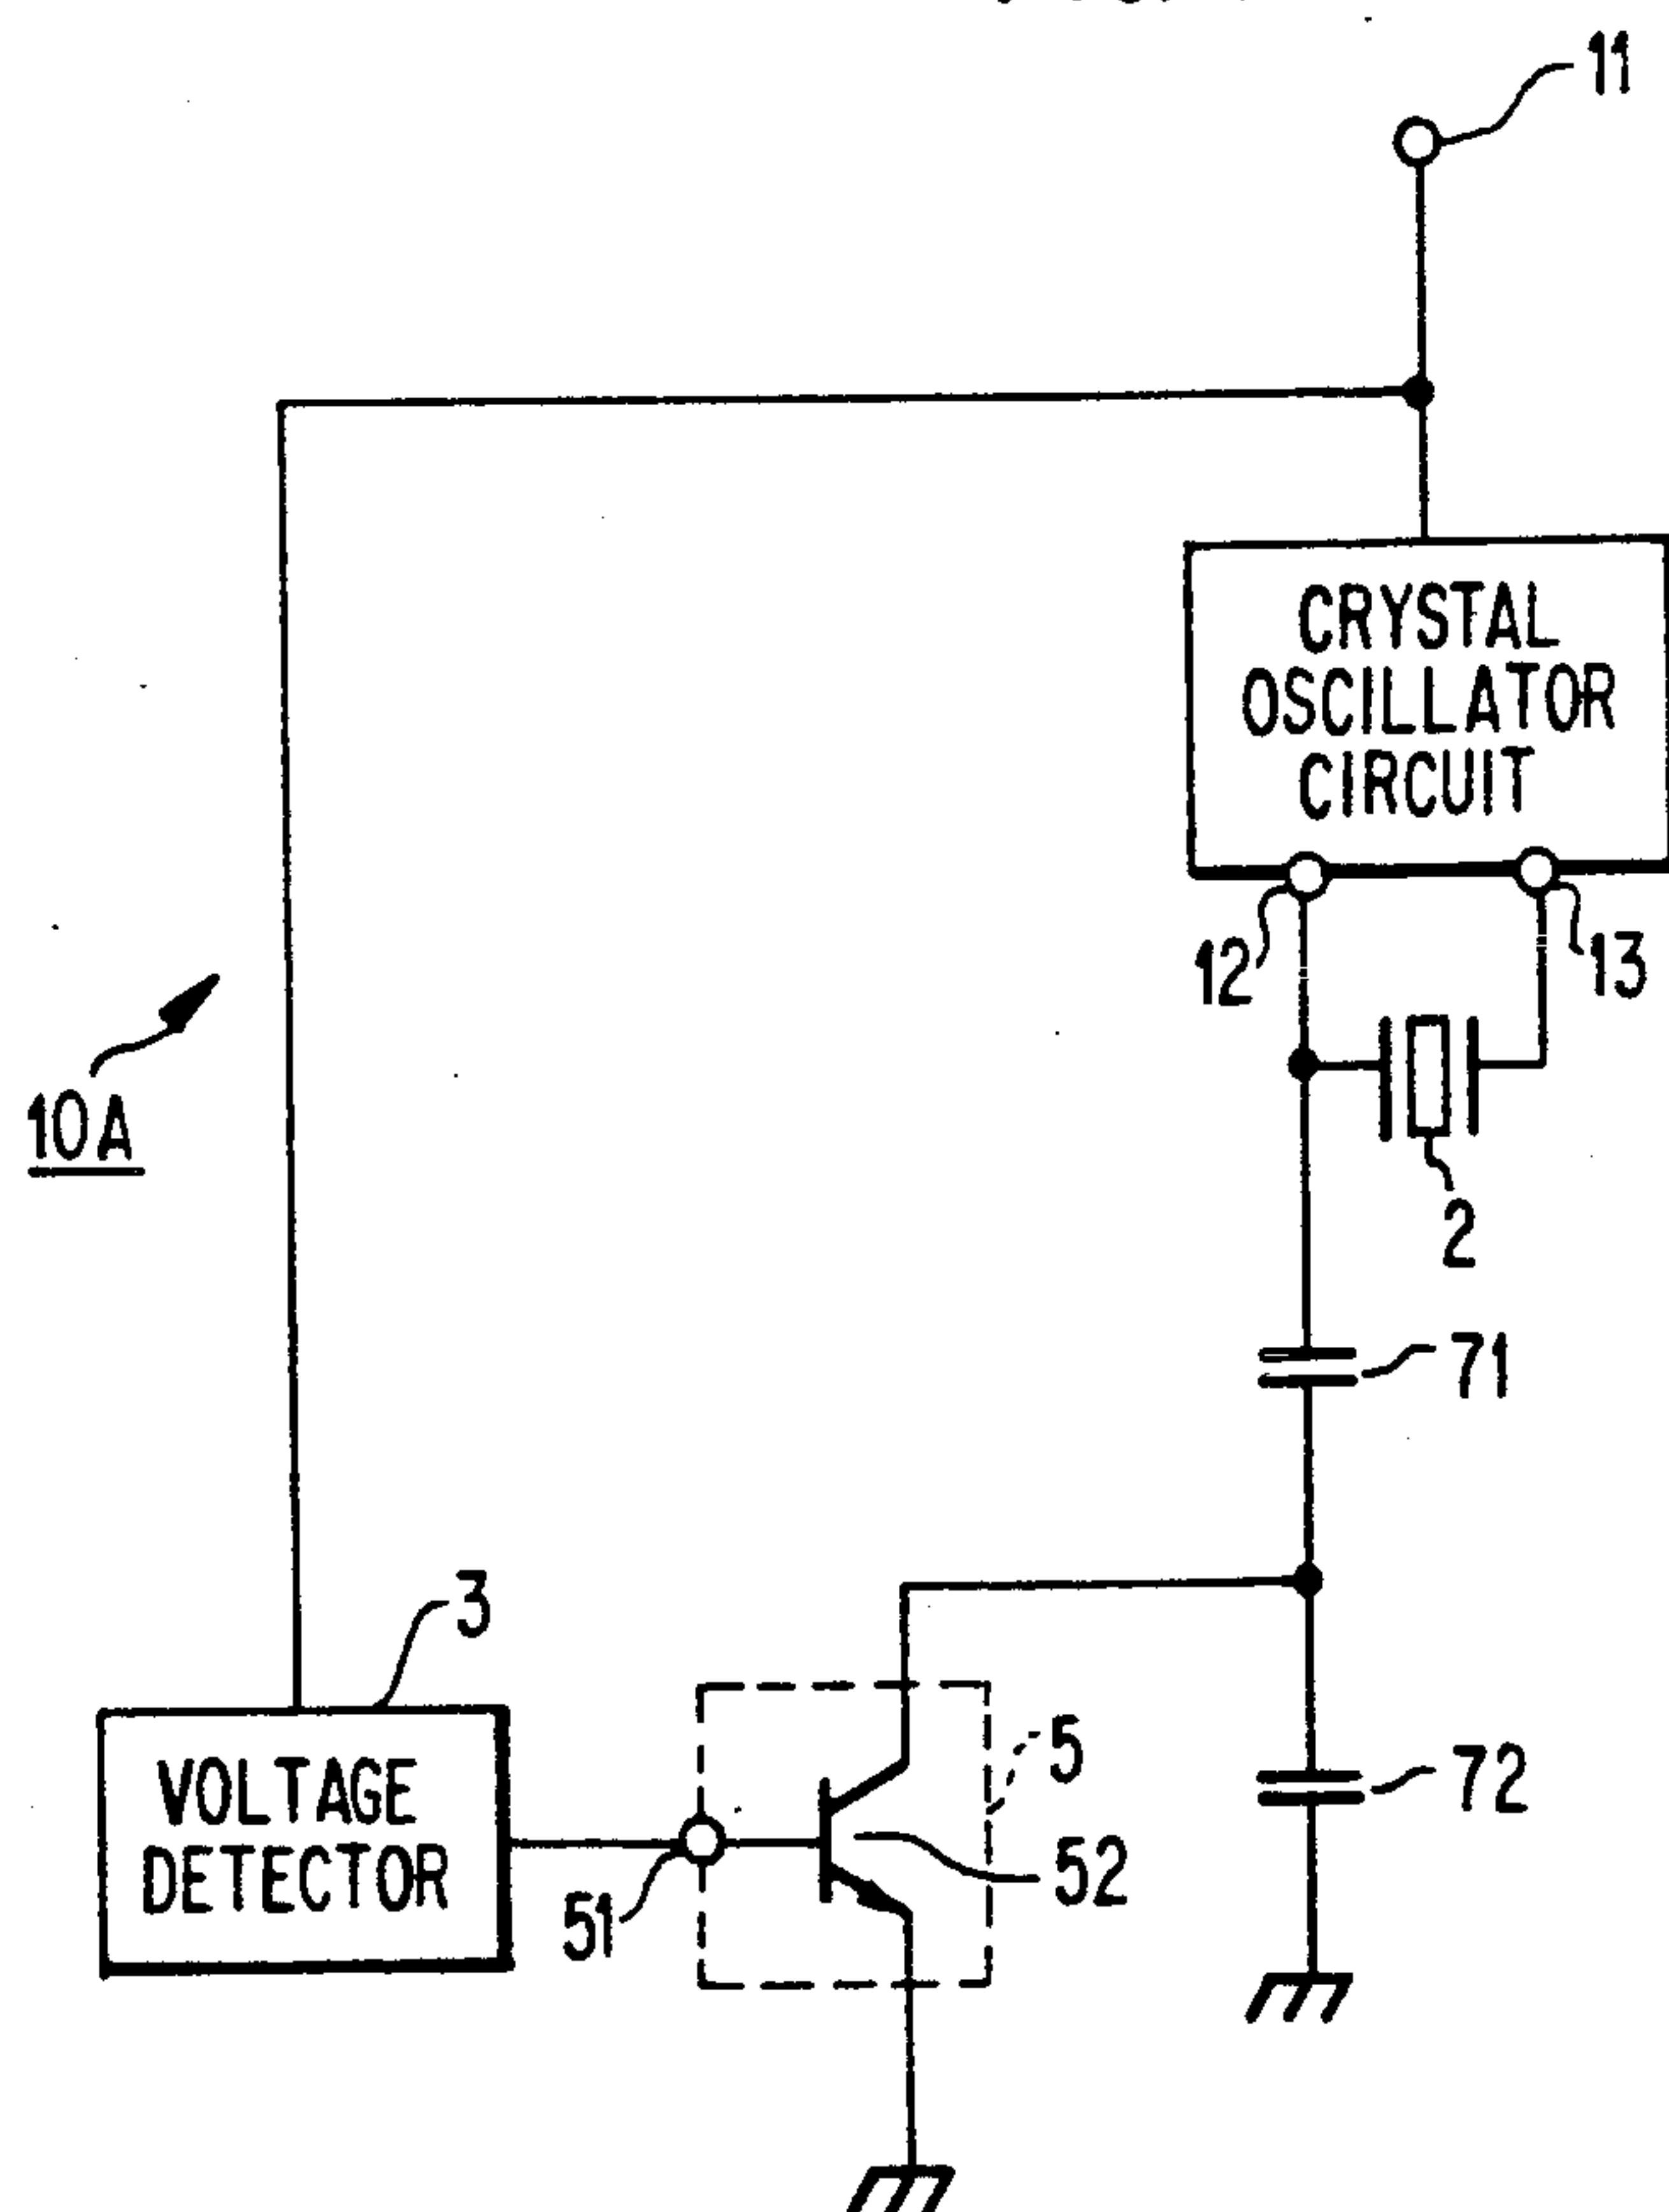 11
CRYSTAL
OSCILLATOR
CIRCUIT
12
13
10A
2
71
3
VOLTAGE
DETECTOR
5
72
52
51